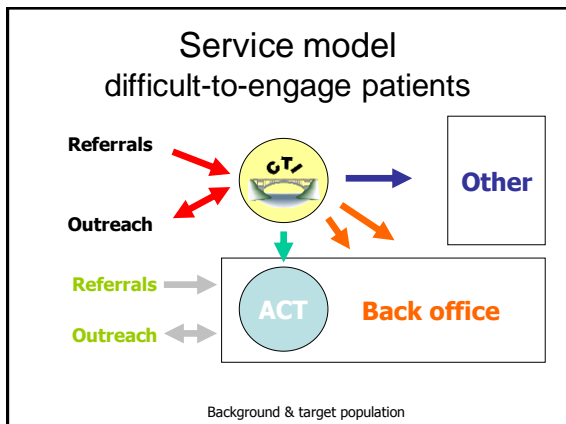 Service model
difficult-to-engage patients
Referrals
CTI
Other
Outreach
Referrals
ACT
Back office
Outreach
Background & target population